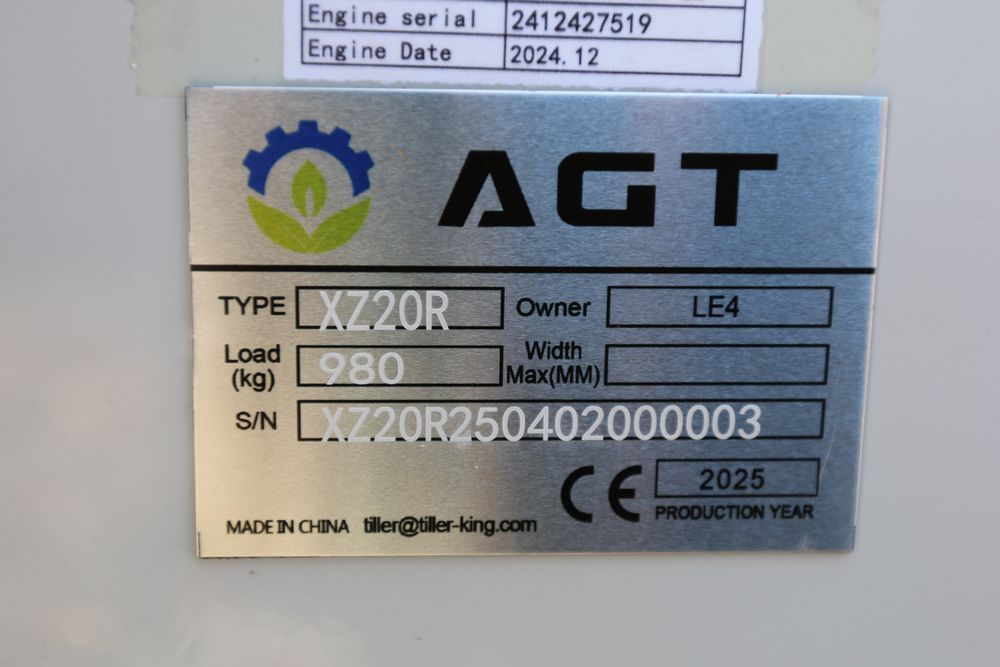 Engine serial 2412427519
Engine Date 2024.12
AGT
TYPE XZ20R Owner LE4
Load (kg) 980 Width Max(MM)
S/N XZ20R250402000003
CE 2025
PRODUCTION YEAR
MADE IN CHINA tiller@tiller-king.com